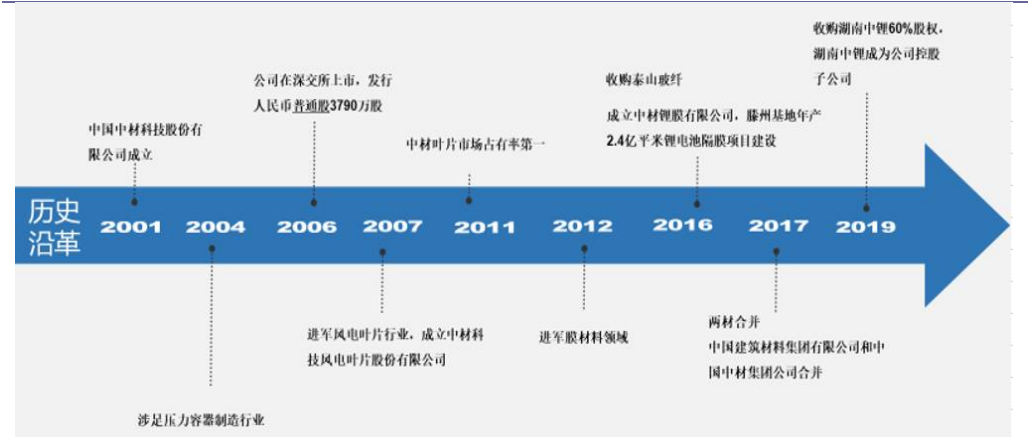 收购湖南中锂60%股权，
湖南中锂成为公司控股
子公司
公司在深交所上市，发行
人民币普通股3790万股
收购泰山玻纤
成立中材锂膜有限公司，滕州基地年产
2.4亿平米锂电池隔膜项目建设
中国中材科技股份有
限公司成立
中材叶片市场占有率第一
历史
沿革
2001 2004 2006 2007 2011 2012 2016 2017 2019
进军风电叶片行业，成立中材科
技风电叶片股份有限公司
进军膜材料领域
两材合并
中国建筑材料集团有限公司和中
国中材集团公司合并
涉足压力容器制造行业